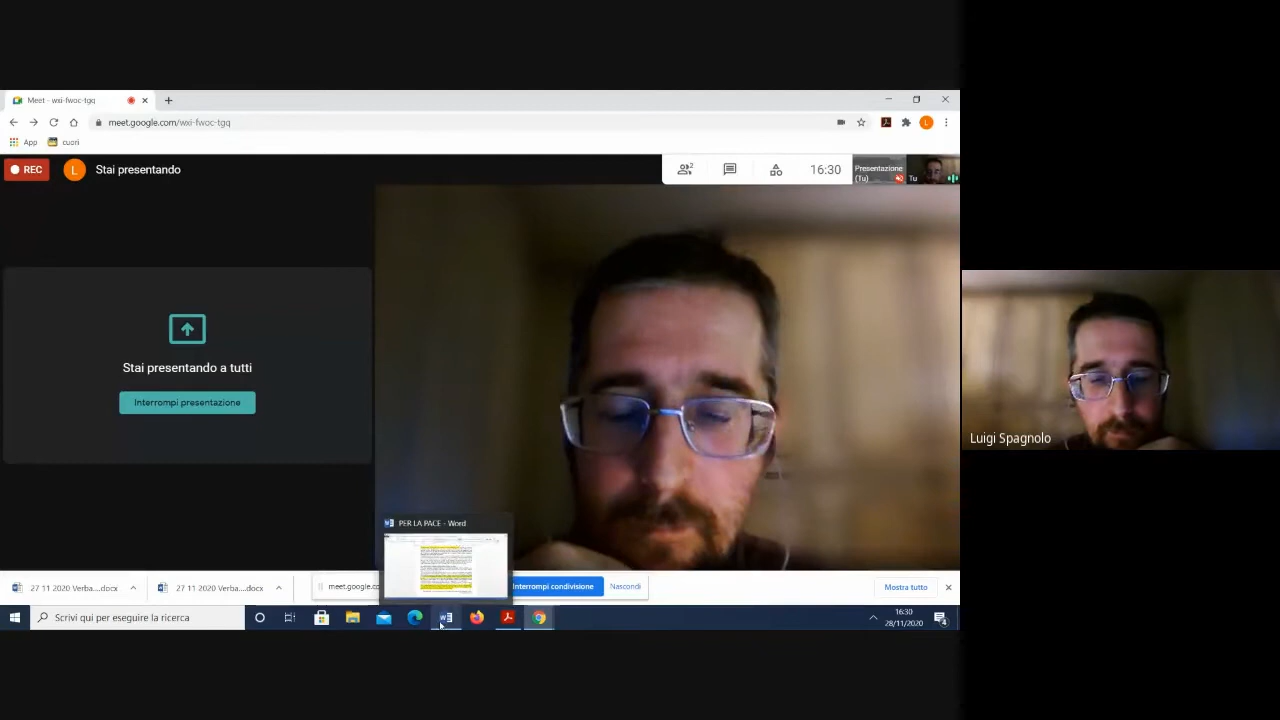 Meet - wxi-fwoc-tgq
meet.google.com/wxi-fwoc-tgq
App
cuori
REC
L
Stai presentando
2
16:30
Presentazione
(Tu)
Tu
L
Stai presentando a tutti
Interrompi presentazione
Luigi Spagnolo
PER LA PACE - Word
27 11 2020 Verba....docx
27 11 2020 Verba....docx
meet.google.co
Interrompi condivisione
Nascondi
Mostra tutto
Scrivi qui per eseguire la ricerca
16:30
28/11/2020
4